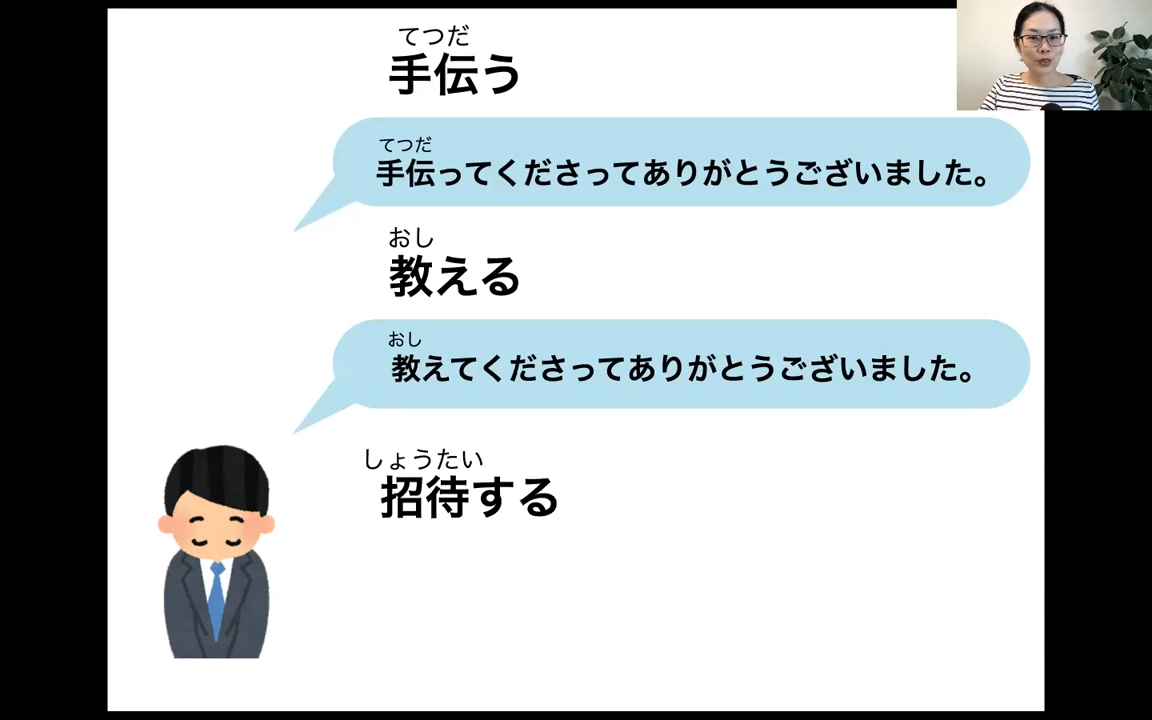 てつだ
手伝う
てつだ
手伝ってくださってありがとうございました。
おし
教える
おし
教えてくださってありがとうございました。
しょうたい
招待する